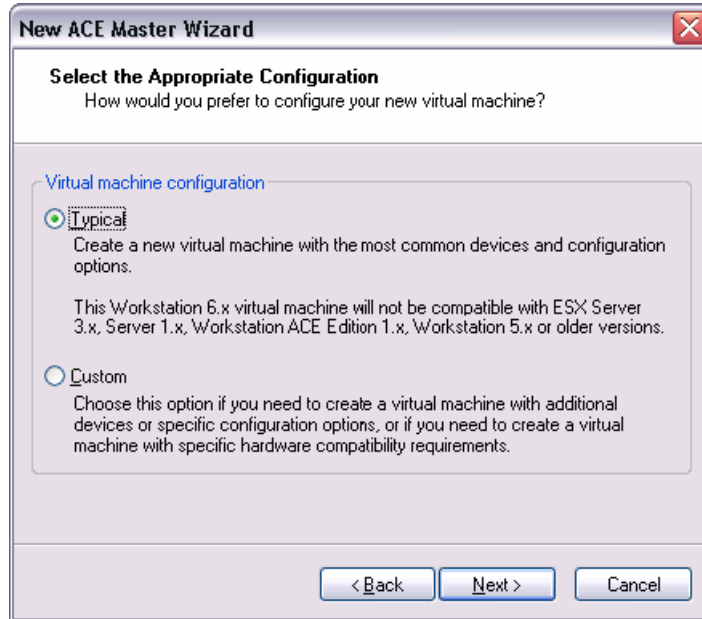 New ACE Master Wizard
Select the Appropriate Configuration
How would you prefer to configure your new virtual machine?
Virtual machine configuration
Typical
Create a new virtual machine with the most common devices and configuration
options.
This Workstation 6.x virtual machine will not be compatible with ESX Server
3.x, Server 1.x, Workstation ACE Edition 1.x, Workstation 5.x or older versions.
Custom
Choose this option if you need to create a virtual machine with additional
devices or specific configuration options, or if you need to create a virtual
machine with specific hardware compatibility requirements.
< Back
Next >
Cancel